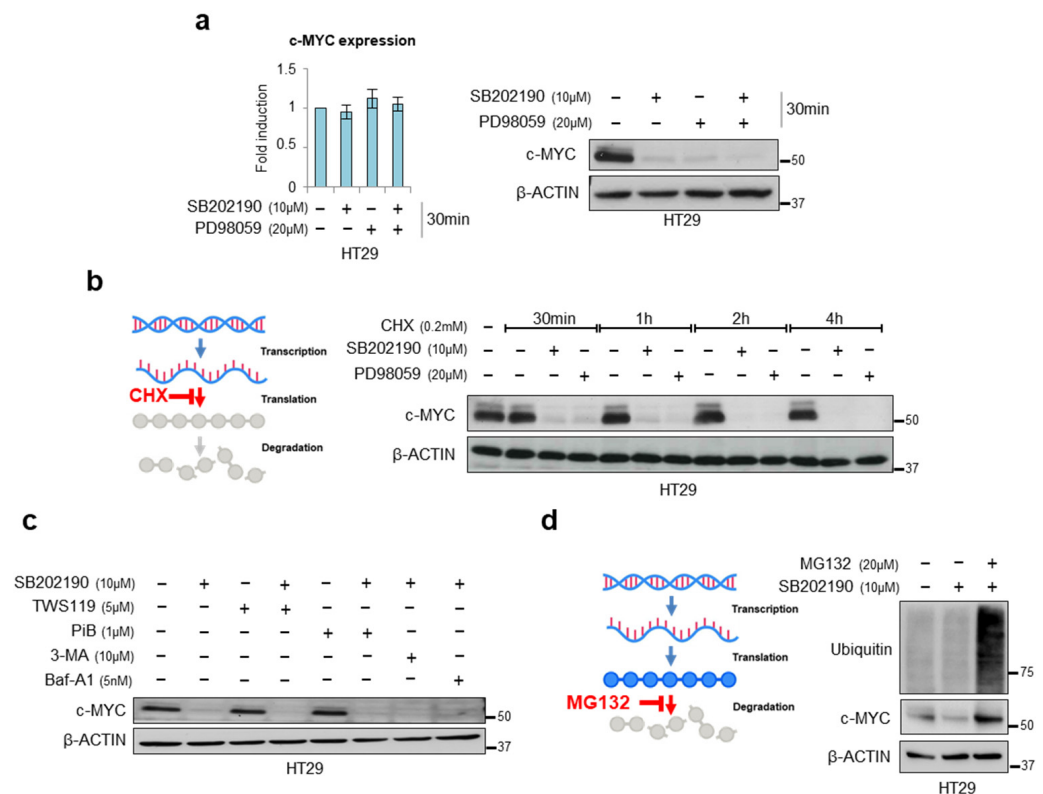 a
c-MYC expression
Fold induction
1.5
1
0.5
0
SB202190 (10µM) – + – +
PD98059 (20µM) – – + +
30min
HT29
SB202190 (10µM) – + – +
PD98059 (20µM) – – + +
30min
c-MYC
50
β-ACTIN
37
HT29
b
Transcription
CHX
Translation
Degradation
CHX (0.2mM) – 30min 1h 2h 4h
SB202190 (10µM) – – + – – + – – + – – + –
PD98059 (20µM) – – – + – – + – – + – – +
c-MYC
50
β-ACTIN
37
HT29
c
SB202190 (10µM) – + – + – + + +
TWS119 (5µM) – – + + – – – –
PiB (1µM) – – – – + + – –
3-MA (10µM) – – – – – – + –
Baf-A1 (5nM) – – – – – – – +
c-MYC
50
β-ACTIN
37
HT29
d
Transcription
Translation
MG132
Degradation
MG132 (20µM) – – +
SB202190 (10µM) – + +
Ubiquitin
75
c-MYC
50
β-ACTIN
37
HT29